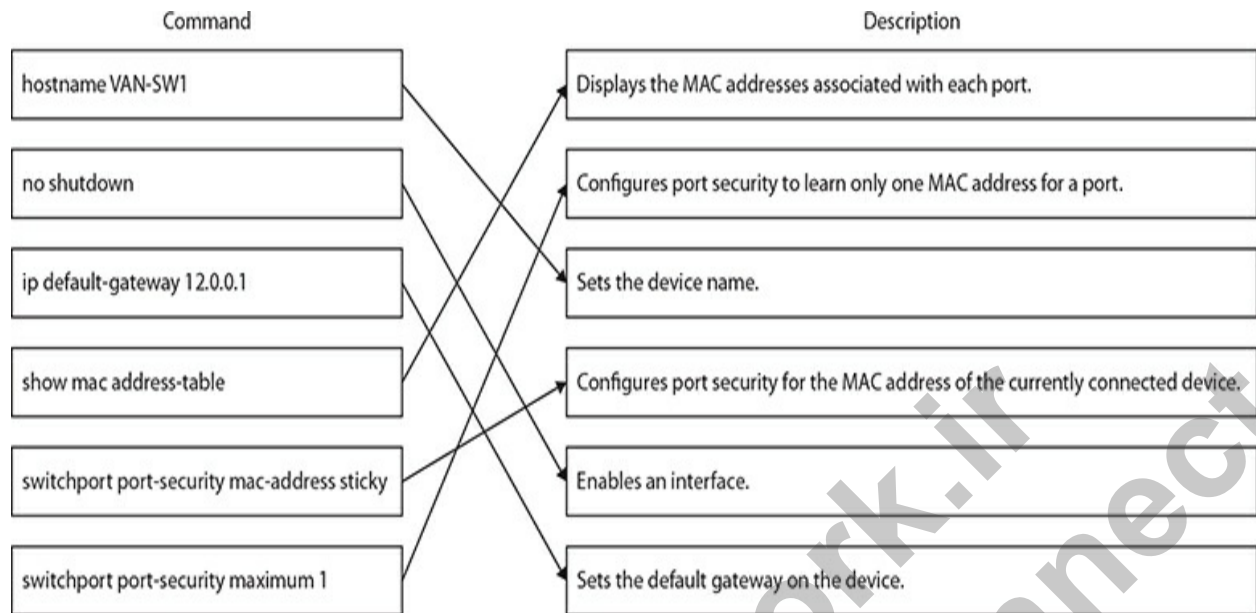 Command
Description
hostname VAN-SW1
Displays the MAC addresses associated with each port.
no shutdown
Configures port security to learn only one MAC address for a port.
ip default-gateway 12.0.0.1
Sets the device name.
show mac address-table
Configures port security for the MAC address of the currently connected device.
switchport port-security mac-address sticky
Enables an interface.
switchport port-security maximum 1
Sets the default gateway on the device.